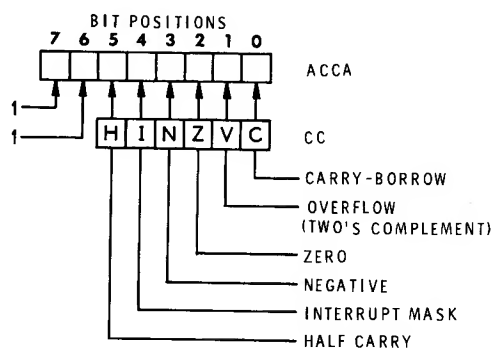 BIT POSITIONS
7 6 5 4 3 2 1 0
ACCA
1
1
H I N Z V C
CC
CARRY-BORROW
OVERFLOW
(TWO'S COMPLEMENT)
ZERO
NEGATIVE
INTERRUPT MASK
HALF CARRY